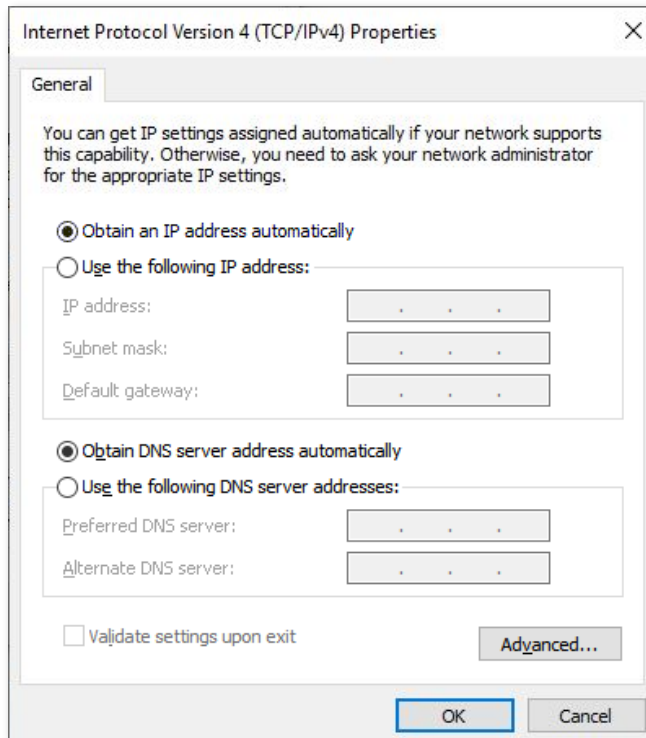 Internet Protocol Version 4 (TCP/IPv4) Properties
General
You can get IP settings assigned automatically if your network supports
this capability. Otherwise, you need to ask your network administrator
for the appropriate IP settings.
Obtain an IP address automatically
Use the following IP address:
IP address:
Subnet mask:
Default gateway:
Obtain DNS server address automatically
Use the following DNS server addresses:
Preferred DNS server:
Alternate DNS server:
Validate settings upon exit
Advanced...
OK
Cancel